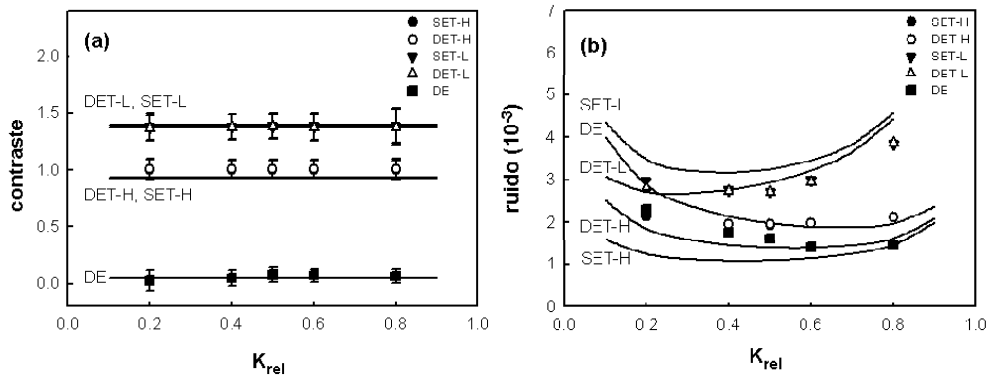 (a)
SET-H
DET-H
SET-L
DET-L
DE
2.0
1.5
1.0
0.5
0.0
contraste
DET-L, SET-L
DET-H, SET-H
DE
0.0 0.2 0.4 0.6 0.8 1.0
Krel
(b)
SET-H
DET H
SET-L
DET L
DE
7
6
5
4
3
2
1
0
ruido (10-3)
SET-L
DE
DET-L
DET-H
SET-H
0.0 0.2 0.4 0.6 0.8 1.0
Krel